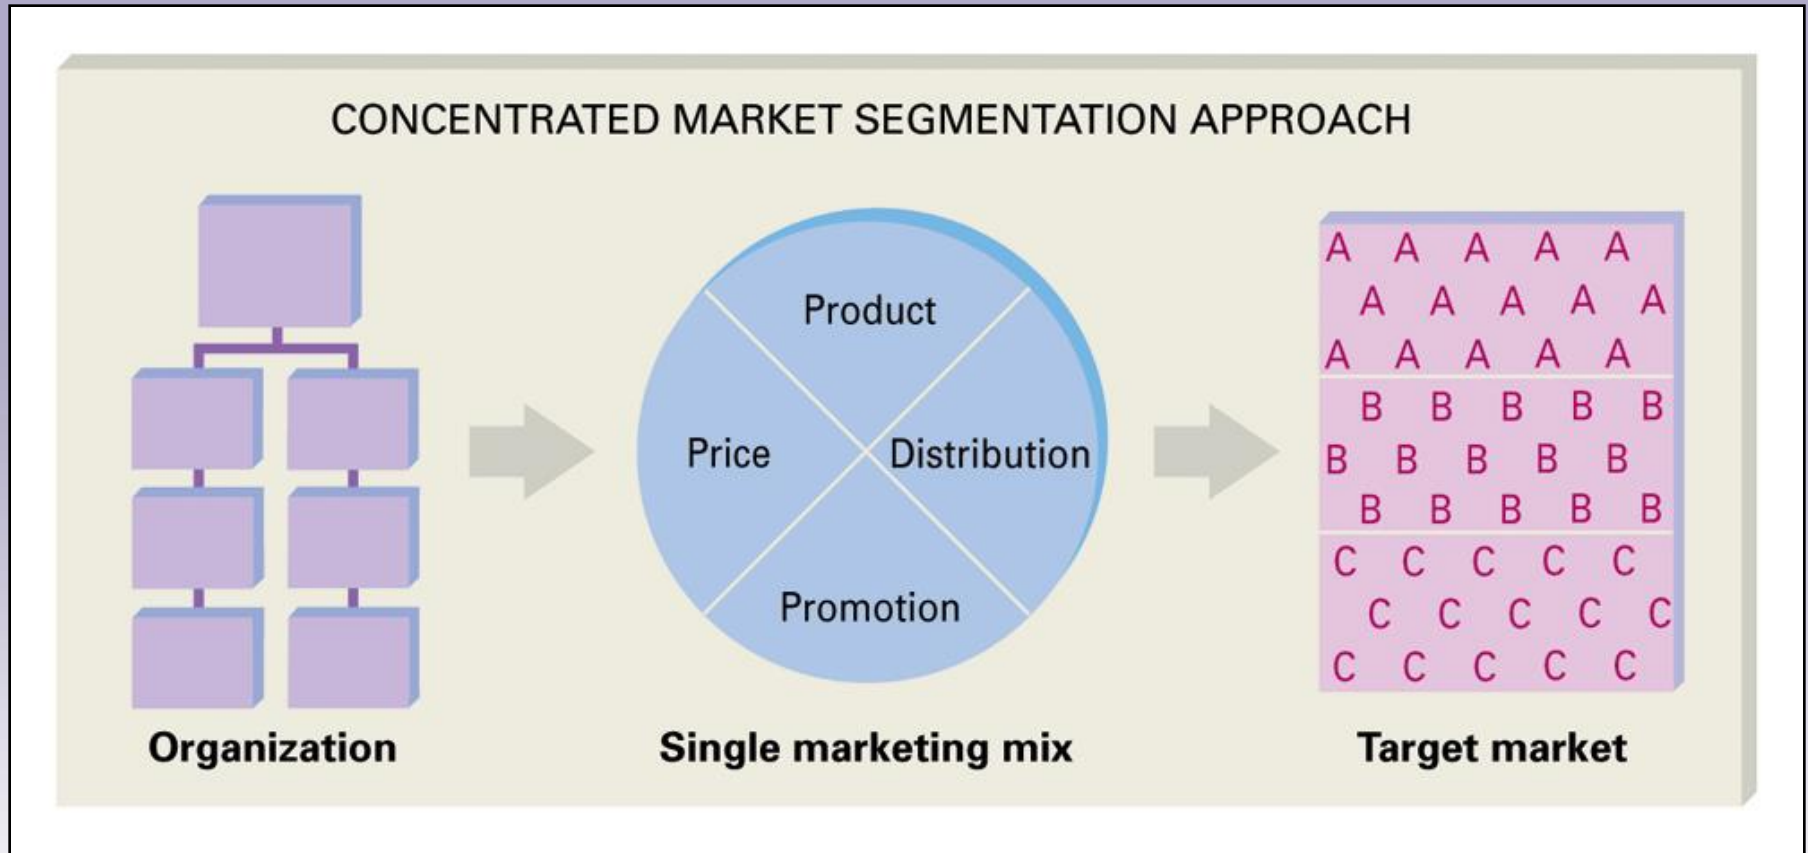 CONCENTRATED MARKET SEGMENTATION APPROACH
Product
Price
Distribution
Promotion
A A A A A
A A A A A
A A A A A
B B B B B
B B B B B
B B B B B
C C C C C
C C C C C
C C C C C
Organization
Single marketing mix
Target market